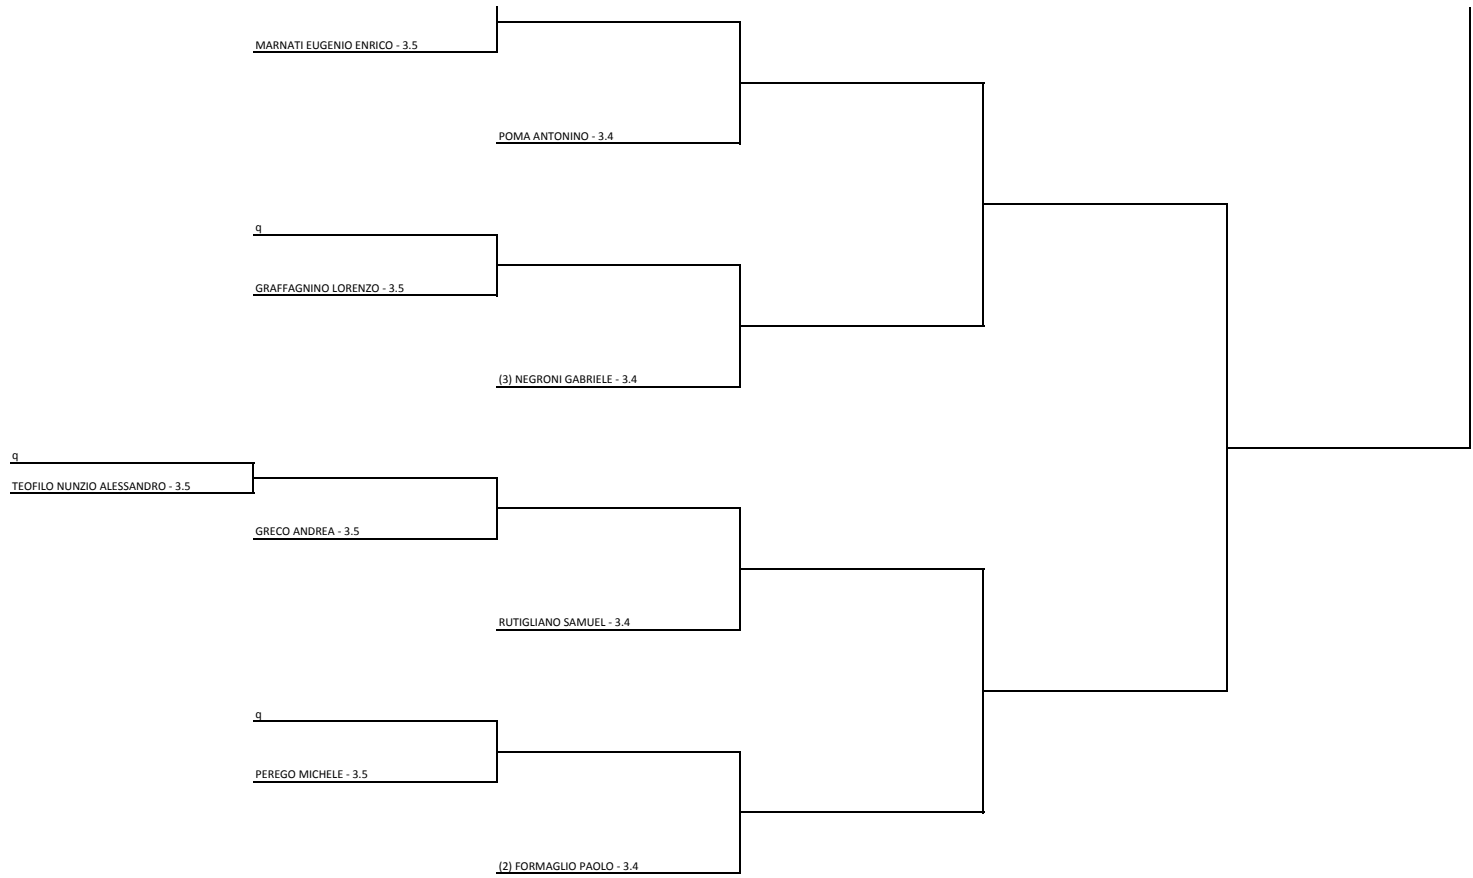 MARNATI EUGENIO ENRICO - 3.5
POMA ANTONINO - 3.4
q
GRAFFAGNINO LORENZO - 3.5
(3) NEGRONI GABRIELE - 3.4
q
TEOFILO NUNZIO ALESSANDRO - 3.5
GRECO ANDREA - 3.5
RUTIGLIANO SAMUEL - 3.4
q
PEREGO MICHELE - 3.5
(2) FORMAGLIO PAOLO - 3.4